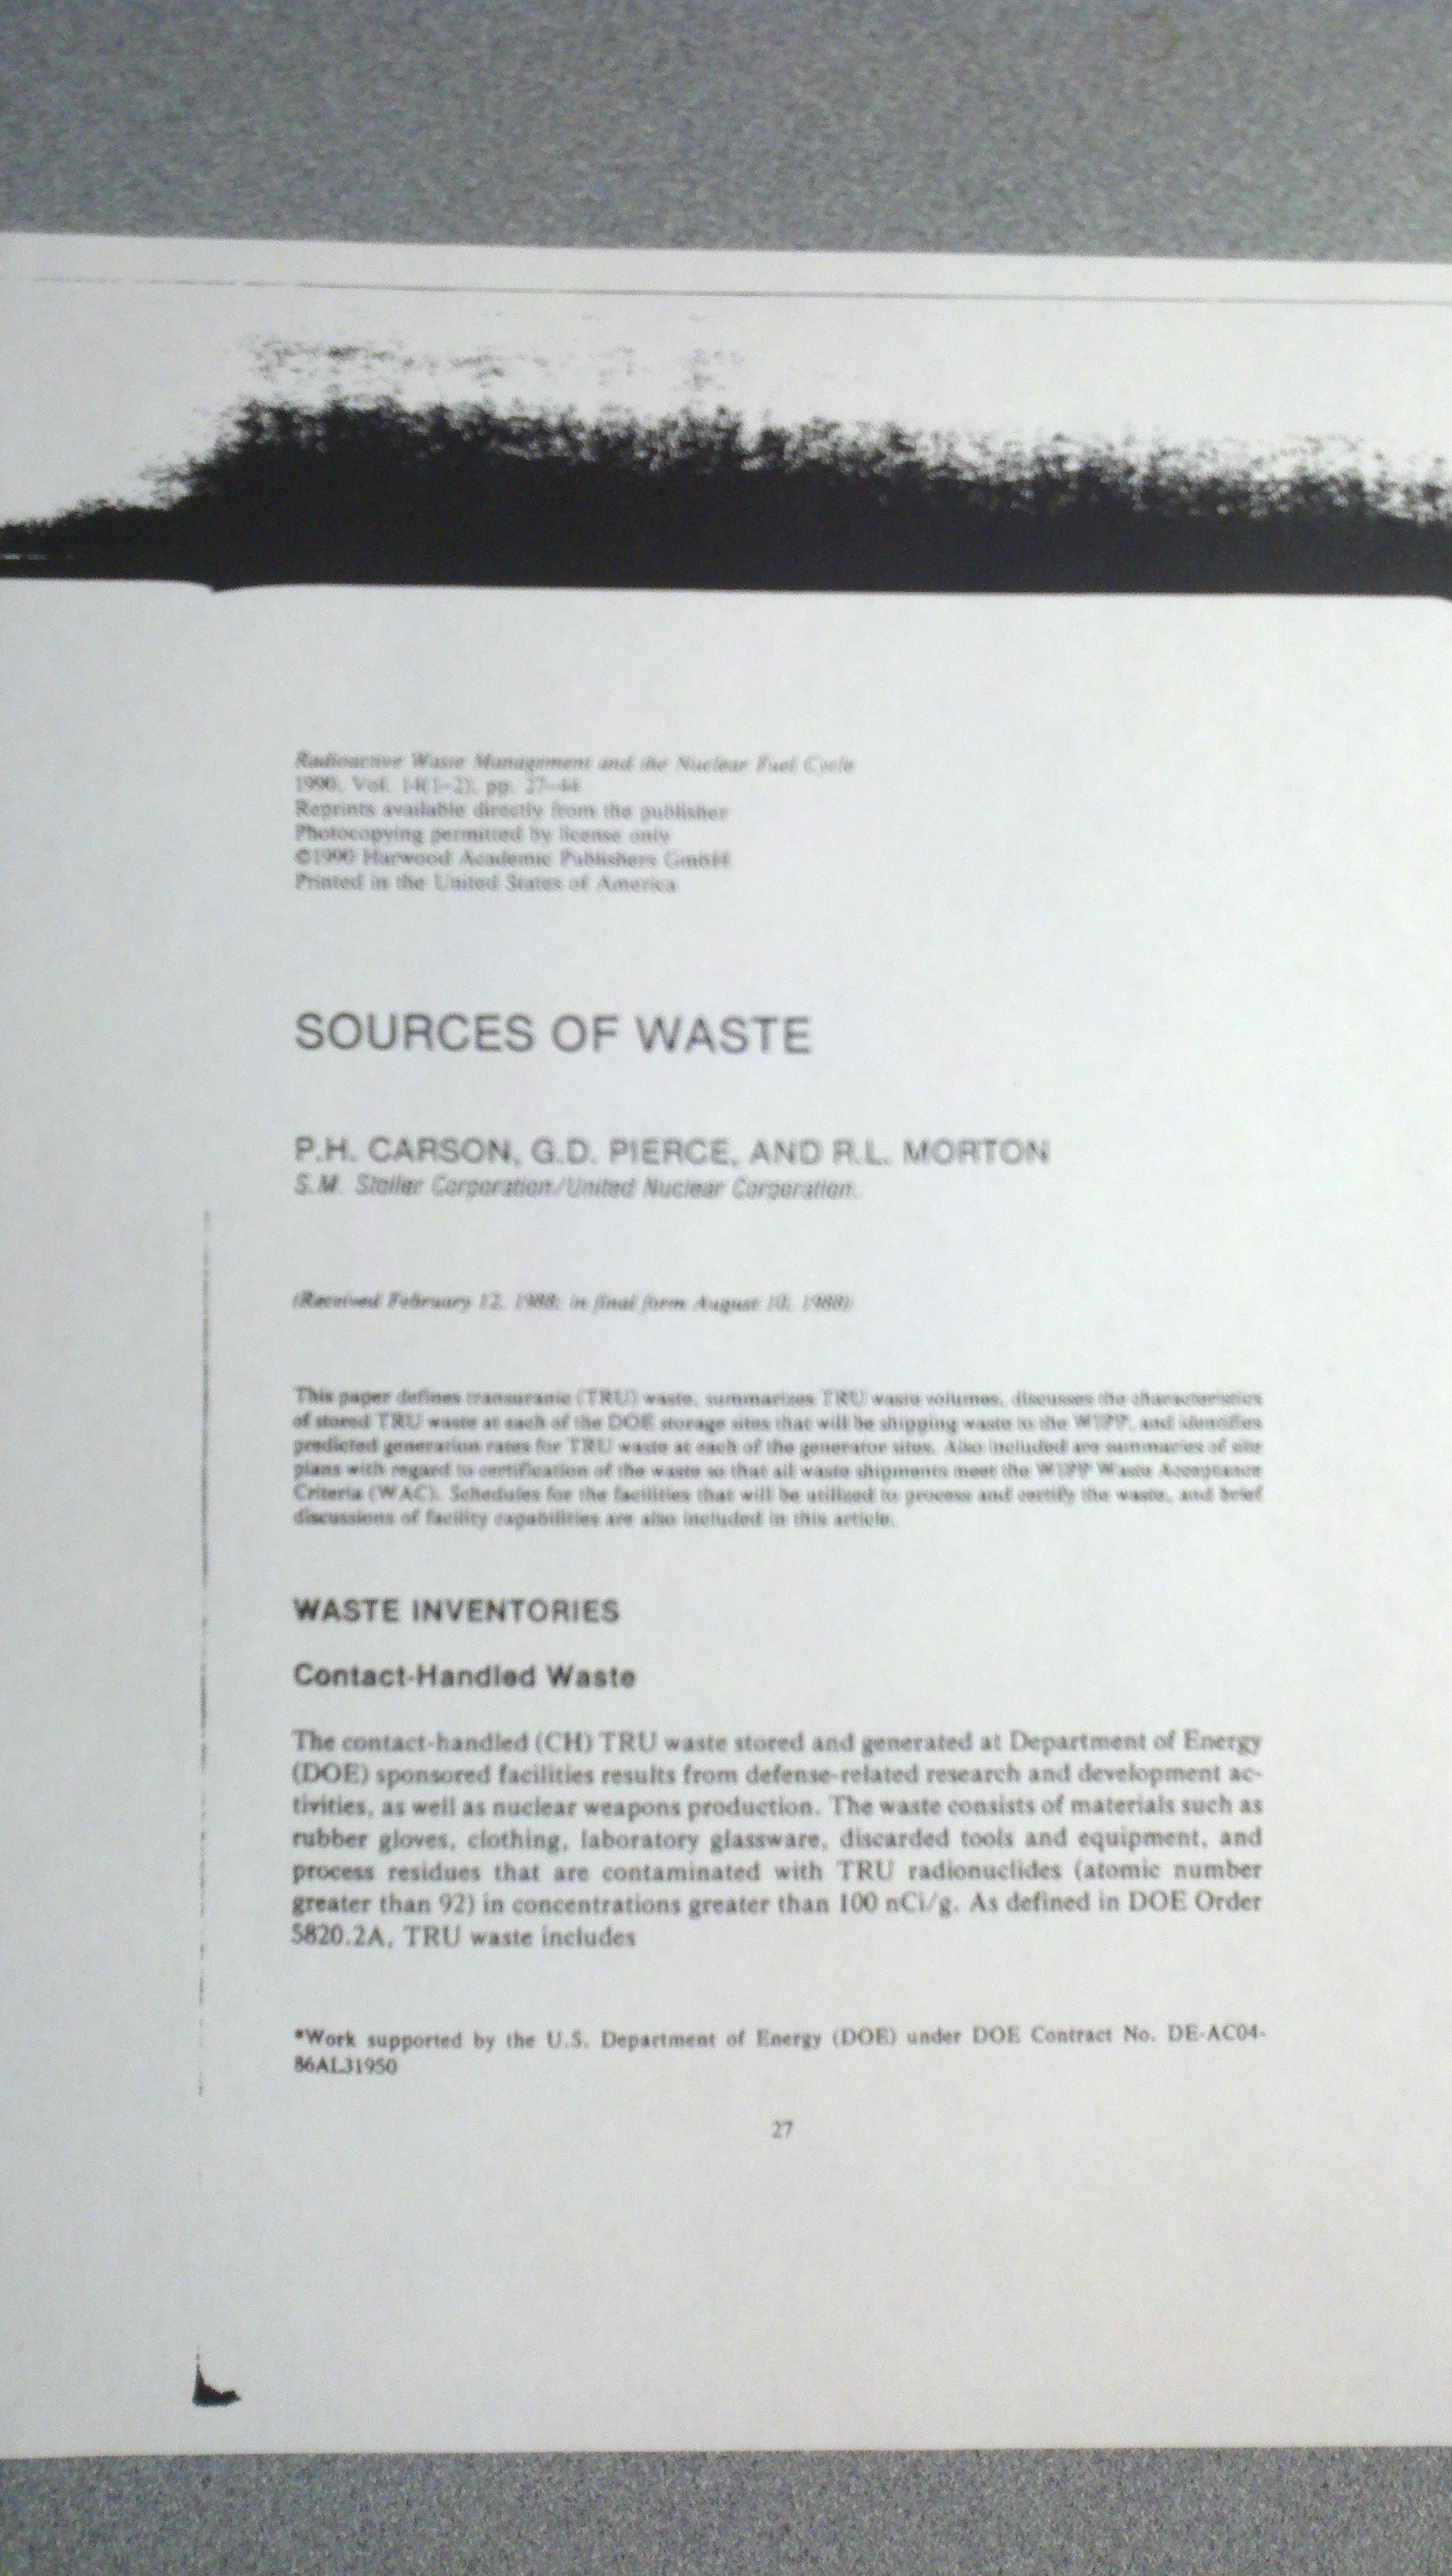 Radioactive Waste Management and the Nuclear Fuel Cycle
1990, Vol. 14(1–2), pp. 27–44
Reprints available directly from the publisher
Photocopying permitted by license only
©1990 Harwood Academic Publishers GmbH
Printed in the United States of America
SOURCES OF WASTE
P.H. CARSON, G.D. PIERCE, AND R.L. MORTON
S.M. Stoller Corporation/United Nuclear Corporation.
(Received February 12, 1988; in final form August 10, 1988)
This paper defines transuranic (TRU) waste, summarizes TRU waste volumes, discusses the characteristics
of stored TRU waste at each of the DOE storage sites that will be shipping waste to the WIPP, and identifies
predicted generation rates for TRU waste at each of the generator sites. Also included are summaries of site
plans with regard to certification of the waste so that all waste shipments meet the WIPP Waste Acceptance
Criteria (WAC). Schedules for the facilities that will be utilized to process and certify the waste, and brief
discussions of facility capabilities are also included in this article.
WASTE INVENTORIES
Contact-Handled Waste
The contact-handled (CH) TRU waste stored and generated at Department of Energy
(DOE) sponsored facilities results from defense-related research and development ac-
tivities, as well as nuclear weapons production. The waste consists of materials such as
rubber gloves, clothing, laboratory glassware, discarded tools and equipment, and
process residues that are contaminated with TRU radionuclides (atomic number
greater than 92) in concentrations greater than 100 nCi/g. As defined in DOE Order
5820.2A, TRU waste includes
*Work supported by the U.S. Department of Energy (DOE) under DOE Contract No. DE-AC04-
86AL31950
27